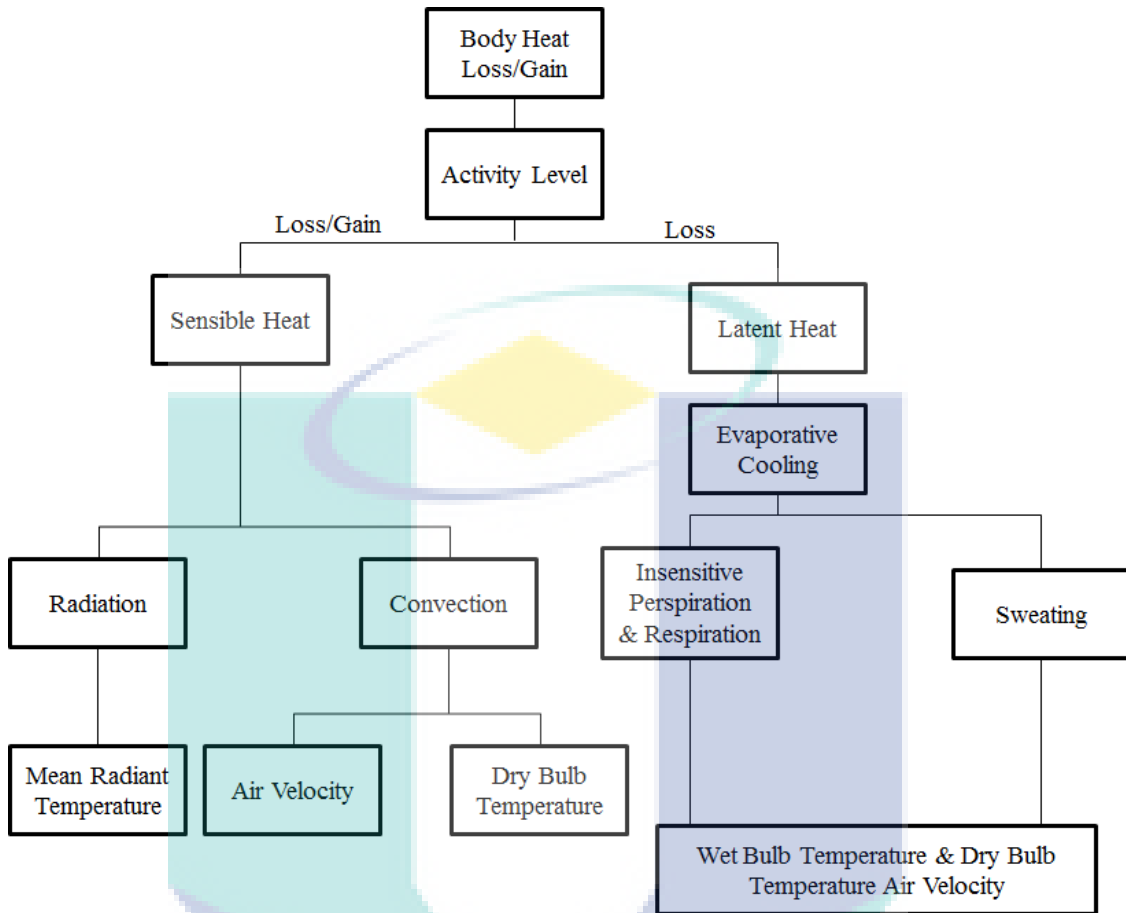 Body Heat
Loss/Gain
Activity Level
Loss/Gain
Loss
Sensible Heat
Latent Heat
Evaporative
Cooling
Radiation
Convection
Insensitive
Perspiration
& Respiration
Sweating
Mean Radiant
Temperature
Air Velocity
Dry Bulb
Temperature
Wet Bulb Temperature & Dry Bulb
Temperature Air Velocity